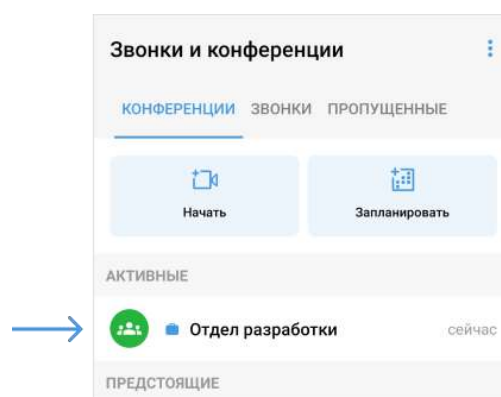 Звонки и конференции
КОНФЕРЕНЦИИ ЗВОНКИ ПРОПУЩЕННЫЕ
Начать Запланировать
АКТИВНЫЕ
Отдел разработки сейчас
ПРЕДСТОЯЩИЕ